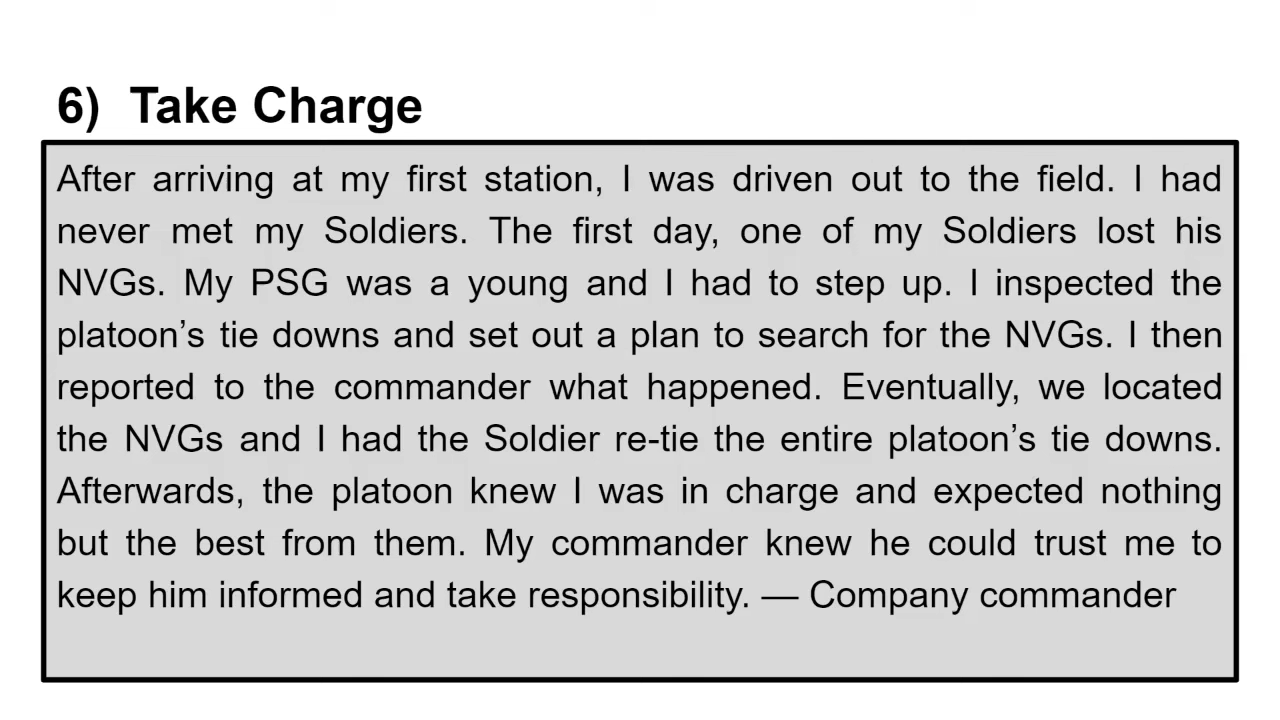 6) Take Charge
After arriving at my first station, I was driven out to the field. I had
never met my Soldiers. The first day, one of my Soldiers lost his
NVGs. My PSG was a young and I had to step up. I inspected the
platoon’s tie downs and set out a plan to search for the NVGs. I then
reported to the commander what happened. Eventually, we located
the NVGs and I had the Soldier re-tie the entire platoon’s tie downs.
Afterwards, the platoon knew I was in charge and expected nothing
but the best from them. My commander knew he could trust me to
keep him informed and take responsibility. — Company commander